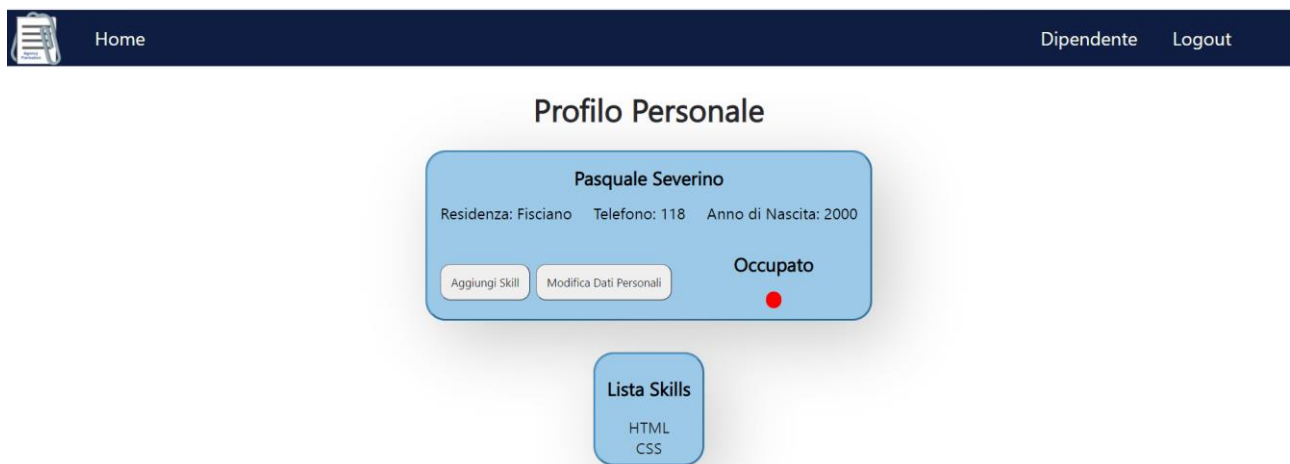 Home Dipendente Logout
Profilo Personale
Pasquale Severino
Residenza: Fisciano Telefono: 118 Anno di Nascita: 2000
Occupato
Aggiungi Skill Modifica Dati Personali
Lista Skills
HTML
CSS